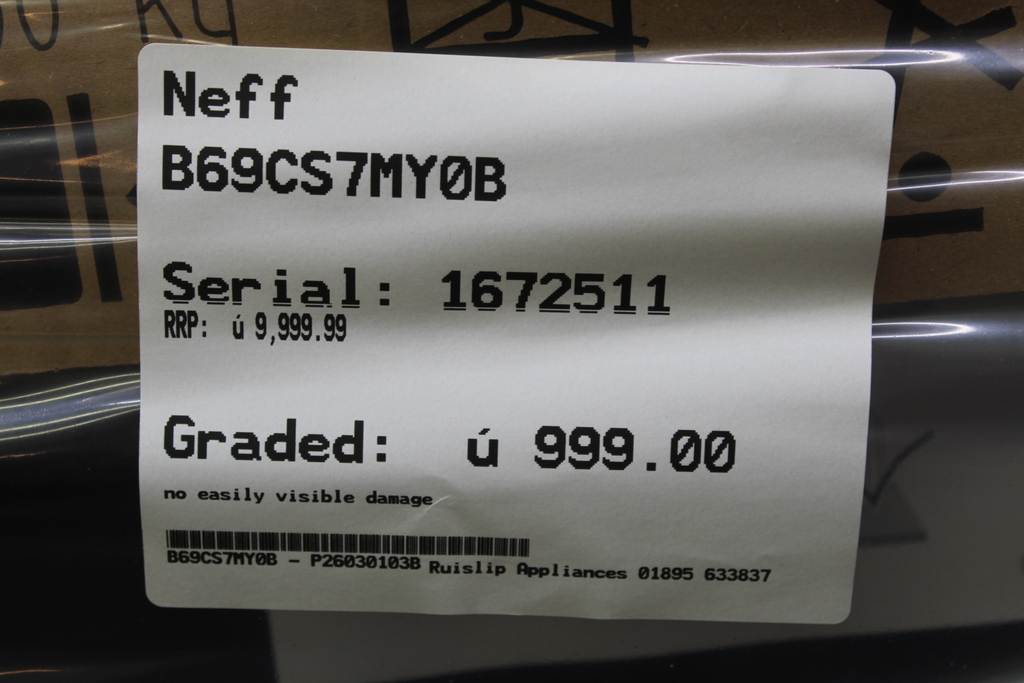 Neff
B69CS7MY0B
Serial: 1672511
RRP: ú 9,999.99
Graded: ú 999.00
no easily visible damage
B69CS7MY0B - P26030103B Ruislip Appliances 01895 633837